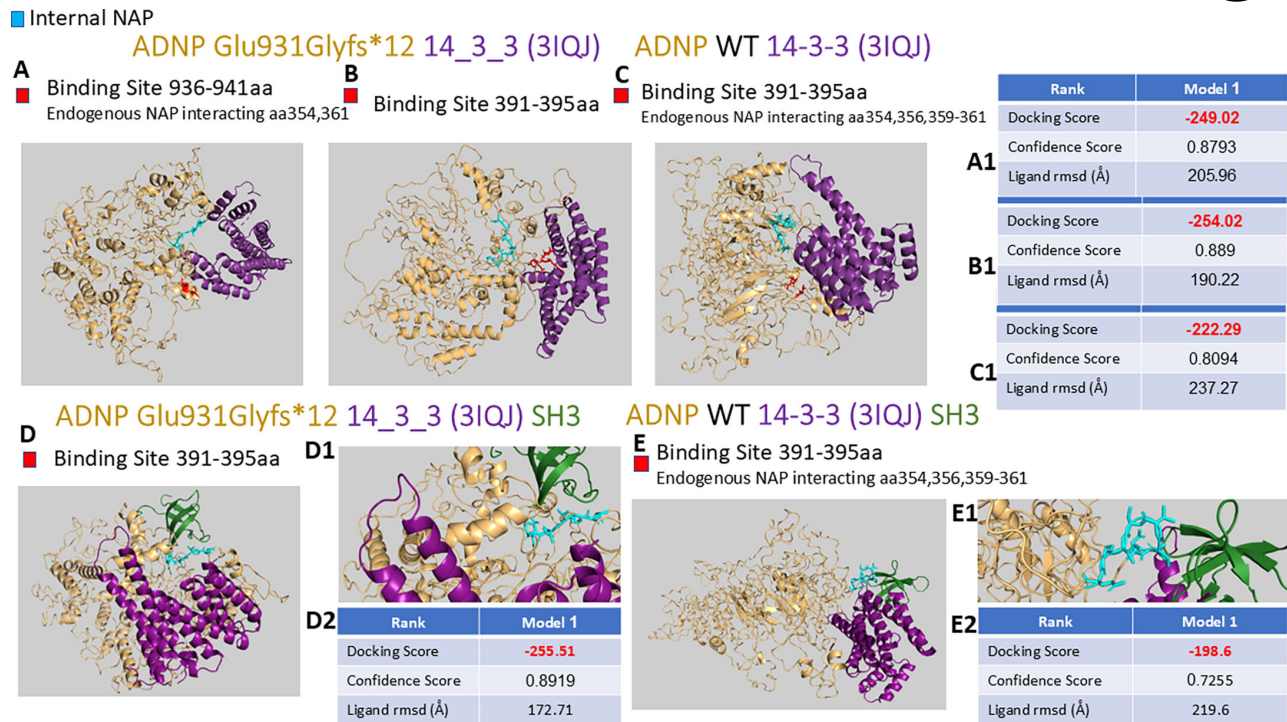 Internal NAP
ADNP Glu931Glyfs*12 14_3_3 (3IQJ)
ADNP WT 14-3-3 (3IQJ)
A
Binding Site 936-941aa
Endogenous NAP interacting aa354,361
B
Binding Site 391-395aa
C
Binding Site 391-395aa
Endogenous NAP interacting aa354,356,359-361
A1
Rank Model 1
Docking Score -249.02
Confidence Score 0.8793
Ligand rmsd (Å) 205.96
B1
Docking Score -254.02
Confidence Score 0.889
Ligand rmsd (Å) 190.22
C1
Docking Score -222.29
Confidence Score 0.8094
Ligand rmsd (Å) 237.27
ADNP Glu931Glyfs*12 14_3_3 (3IQJ) SH3
ADNP WT 14-3-3 (3IQJ) SH3
D
Binding Site 391-395aa
D1
D2
Rank Model 1
Docking Score -255.51
Confidence Score 0.8919
Ligand rmsd (Å) 172.71
E
Binding Site 391-395aa
Endogenous NAP interacting aa354,356,359-361
E1
E2
Rank Model 1
Docking Score -198.6
Confidence Score 0.7255
Ligand rmsd (Å) 219.6